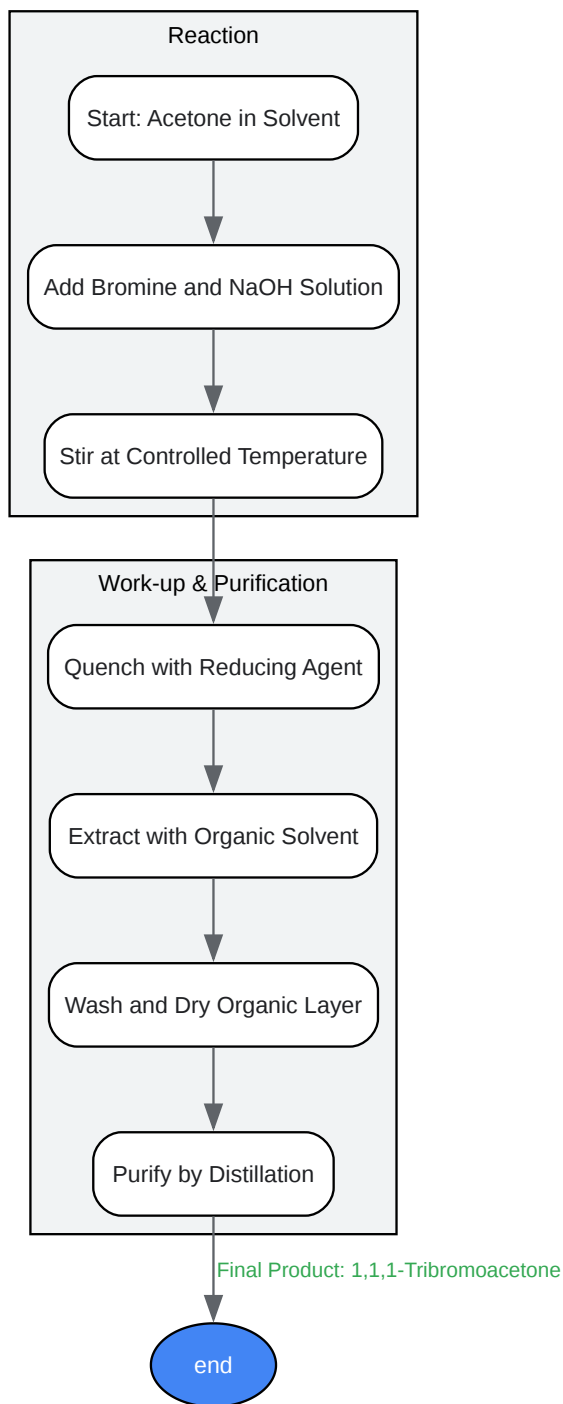 Reaction
Start: Acetone in Solvent
Add Bromine and NaOH Solution
Stir at Controlled Temperature
Work-up & Purification
Quench with Reducing Agent
Extract with Organic Solvent
Wash and Dry Organic Layer
Purify by Distillation
Final Product: 1,1,1-Tribromoacetone
end